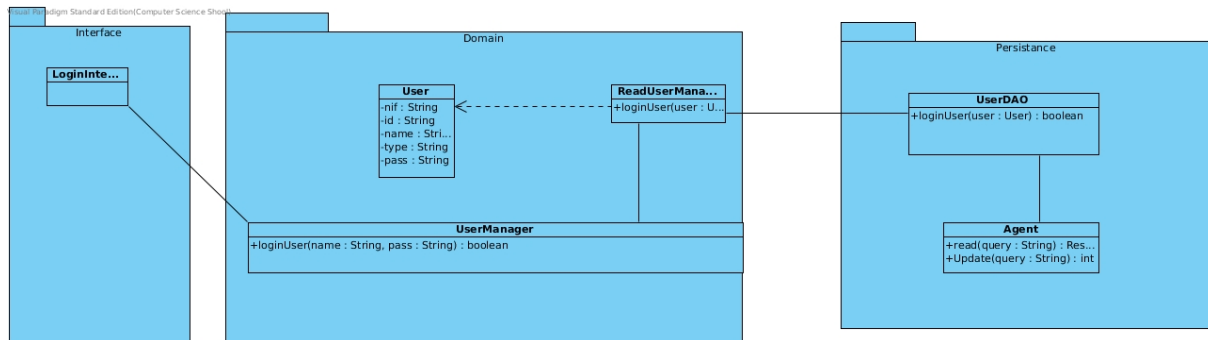 Visual Paradigm Standard Edition(Computer Science Shool)
Interface
LoginInte...
Domain
User
-nif : String
-id : String
-name : Stri...
-type : String
-pass : String
ReadUserMana...
+loginUser(user : U...
UserManager
+loginUser(name : String, pass : String) : boolean
Persistance
UserDAO
+loginUser(user : User) : boolean
Agent
+read(query : String) : Res...
+Update(query : String) : int